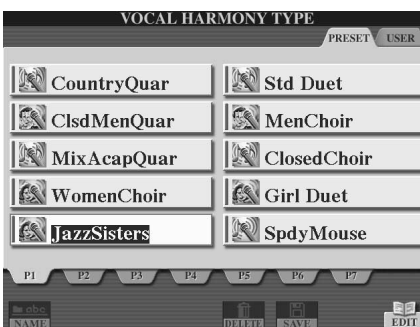 VOCAL HARMONY TYPE
PRESET USER
CountryQuar Std Duet
ClsdMenQuar MenChoir
MixAcapQuar ClosedChoir
WomenChoir Girl Duet
JazzSisters SpdyMouse
P1 P2 P3 P4 P5 P6 P7
abc
NAME DELETE SAVE EDIT